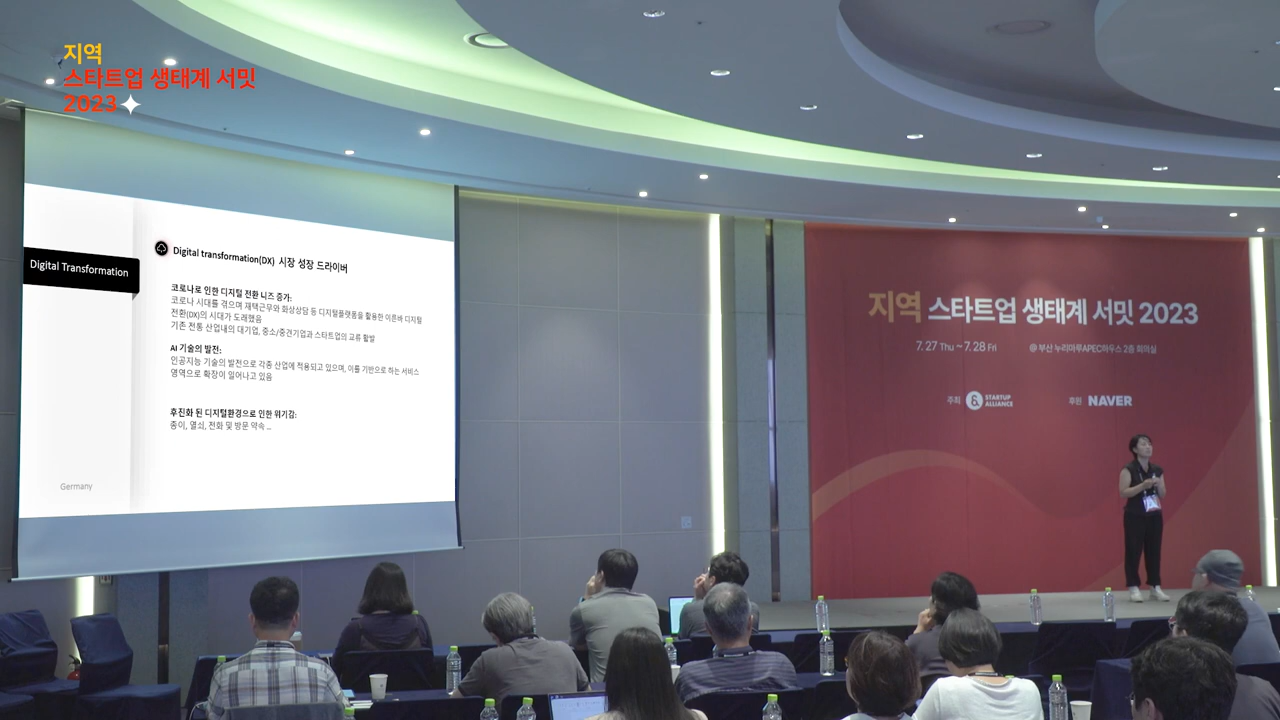 지역
스타트업 생태계 서밋
2023
Digital Transformation
Digital transformation(DX) 시장 성장 드라이버
코로나로 인한 디지털 전환 니즈 증가:
코로나 시대를 겪으며 재택근무와 화상상담 등 디지털플랫폼을 활용한 이른바 디지털
전환(DX)의 시대가 도래했음
기존 전통 산업내의 대기업, 중소/중견기업과 스타트업의 교류 활발
AI 기술의 발전:
인공지능 기술의 발전으로 각종 산업에 적용되고 있으며, 이를 기반으로 하는 서비스
영역으로 확장이 일어나고 있음
후진화 된 디지털환경으로 인한 위기감:
종이, 열쇠, 전화 및 방문 약속 ...
Germany
지역 스타트업 생태계 서밋 2023
7.27 Thu ~ 7.28 Fri @ 부산 누리마루APEC하우스 2층 회의실
주최 & STARTUP ALLIANCE 후원 NAVER